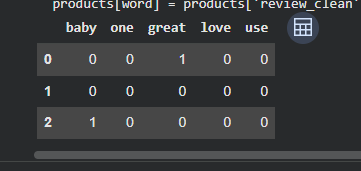 products[word] = products['review_clean'
baby one great love use
0 0 0 1 0 0
1 0 0 0 0 0
2 1 0 0 0 0